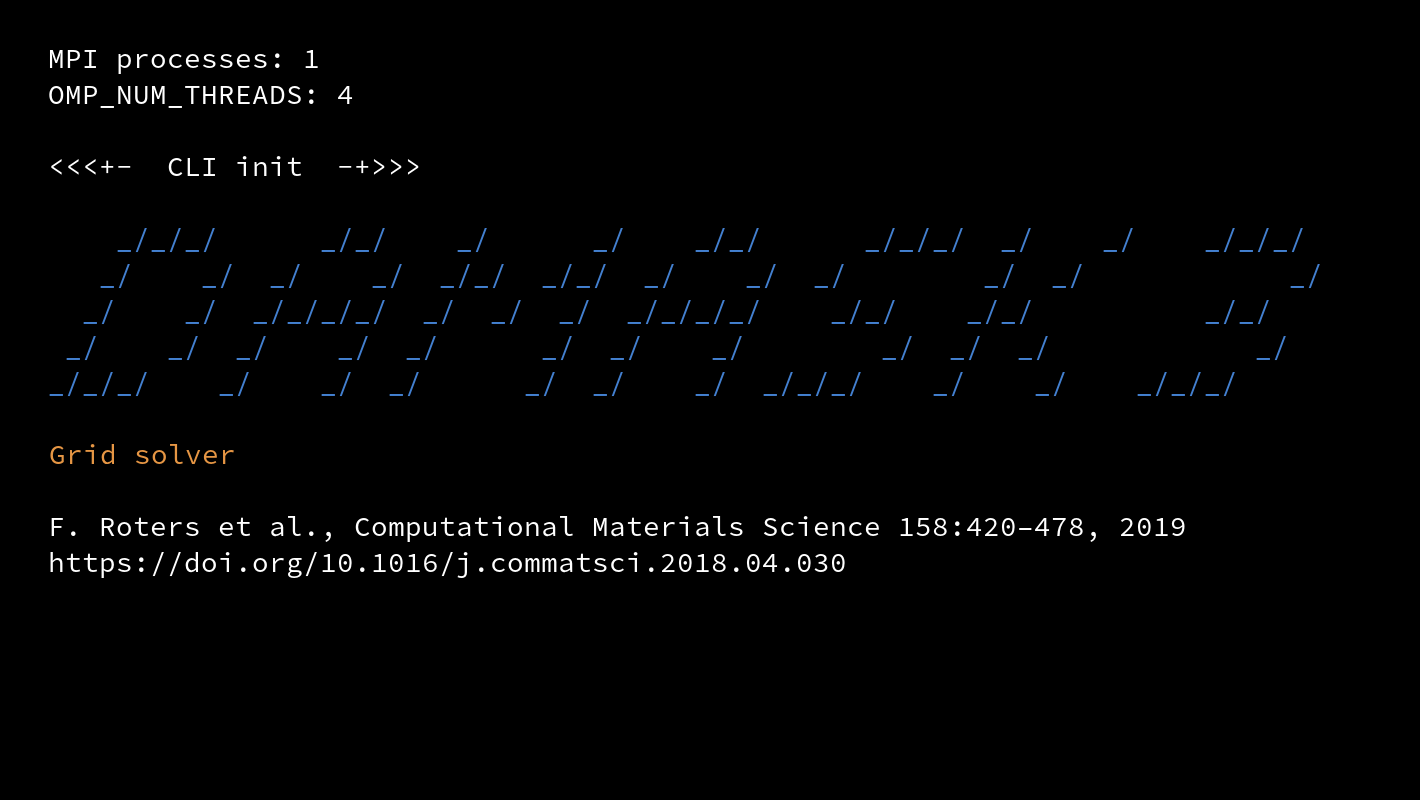 MPI processes: 1
OMP_NUM_THREADS: 4
<<<+-  CLI init  -+>>>
    _/_/_/      _/_/    _/      _/    _/_/      _/_/_/  _/    _/    _/_/_/
   _/    _/  _/    _/  _/_/  _/_/  _/    _/  _/        _/  _/            _/
  _/    _/  _/_/_/_/  _/  _/  _/  _/_/_/_/    _/_/    _/_/          _/_/
 _/    _/  _/    _/  _/      _/  _/    _/        _/  _/  _/            _/
_/_/_/    _/    _/  _/      _/  _/    _/  _/_/_/    _/    _/    _/_/_/
Grid solver
F. Roters et al., Computational Materials Science 158:420–478, 2019
https://doi.org/10.1016/j.commatsci.2018.04.030